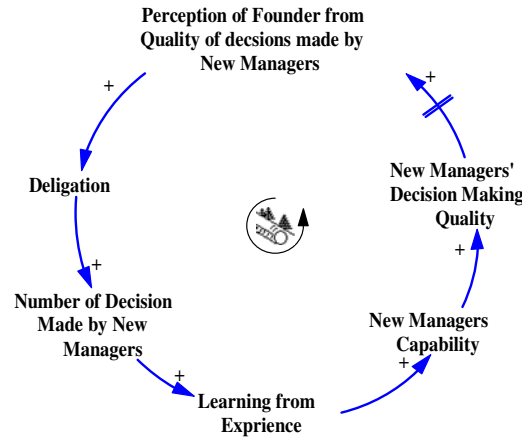 Perception of Founder from
Quality of decsions made by
New Managers
+
+
Deligation
New Managers'
Decision Making
Quality
+
+
Number of Decision
Made by New
Managers
New Managers
Capability
+
+
Learning from
Exprience